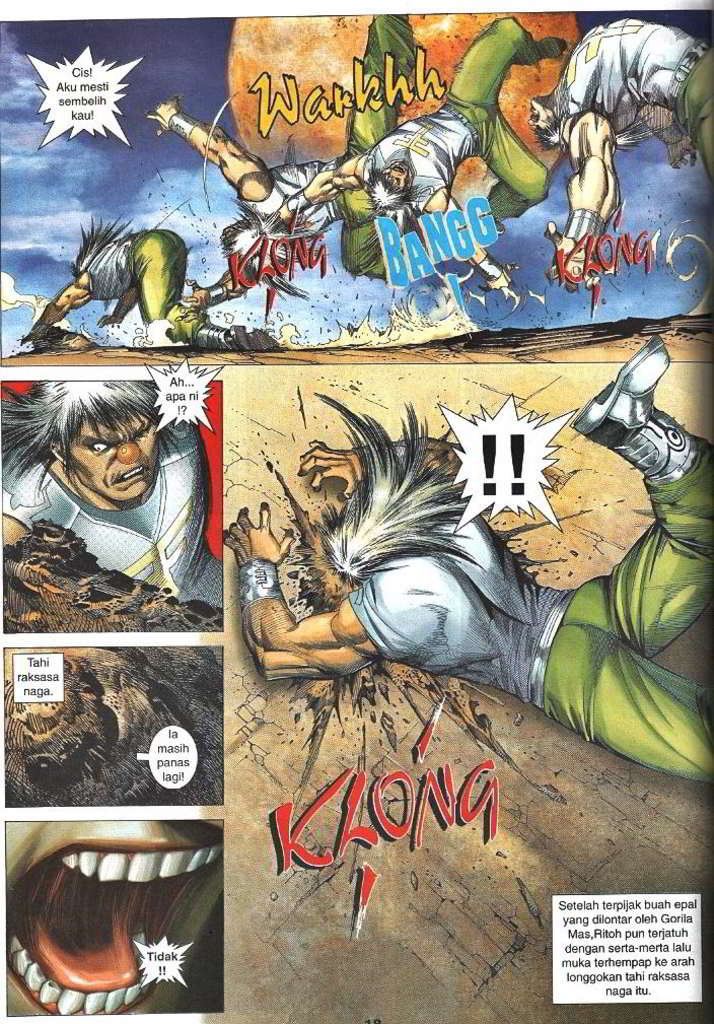 Cis!
Aku mesti
sembelih
kau!
Warkhh
KLONG
!
BANGG
!
KLONG
!
Ah...
apa ni
!?
!!
Tahi
raksasa
naga.
Ia
masih
panas
lagi!
KLONG
!
Tidak
!!
Setelah terpijak buah epal
yang dilontar oleh Gorila
Mas,Ritoh pun terjatuh
dengan serta-merta lalu
muka terhempap ke arah
longgokan tahi raksasa
naga itu.